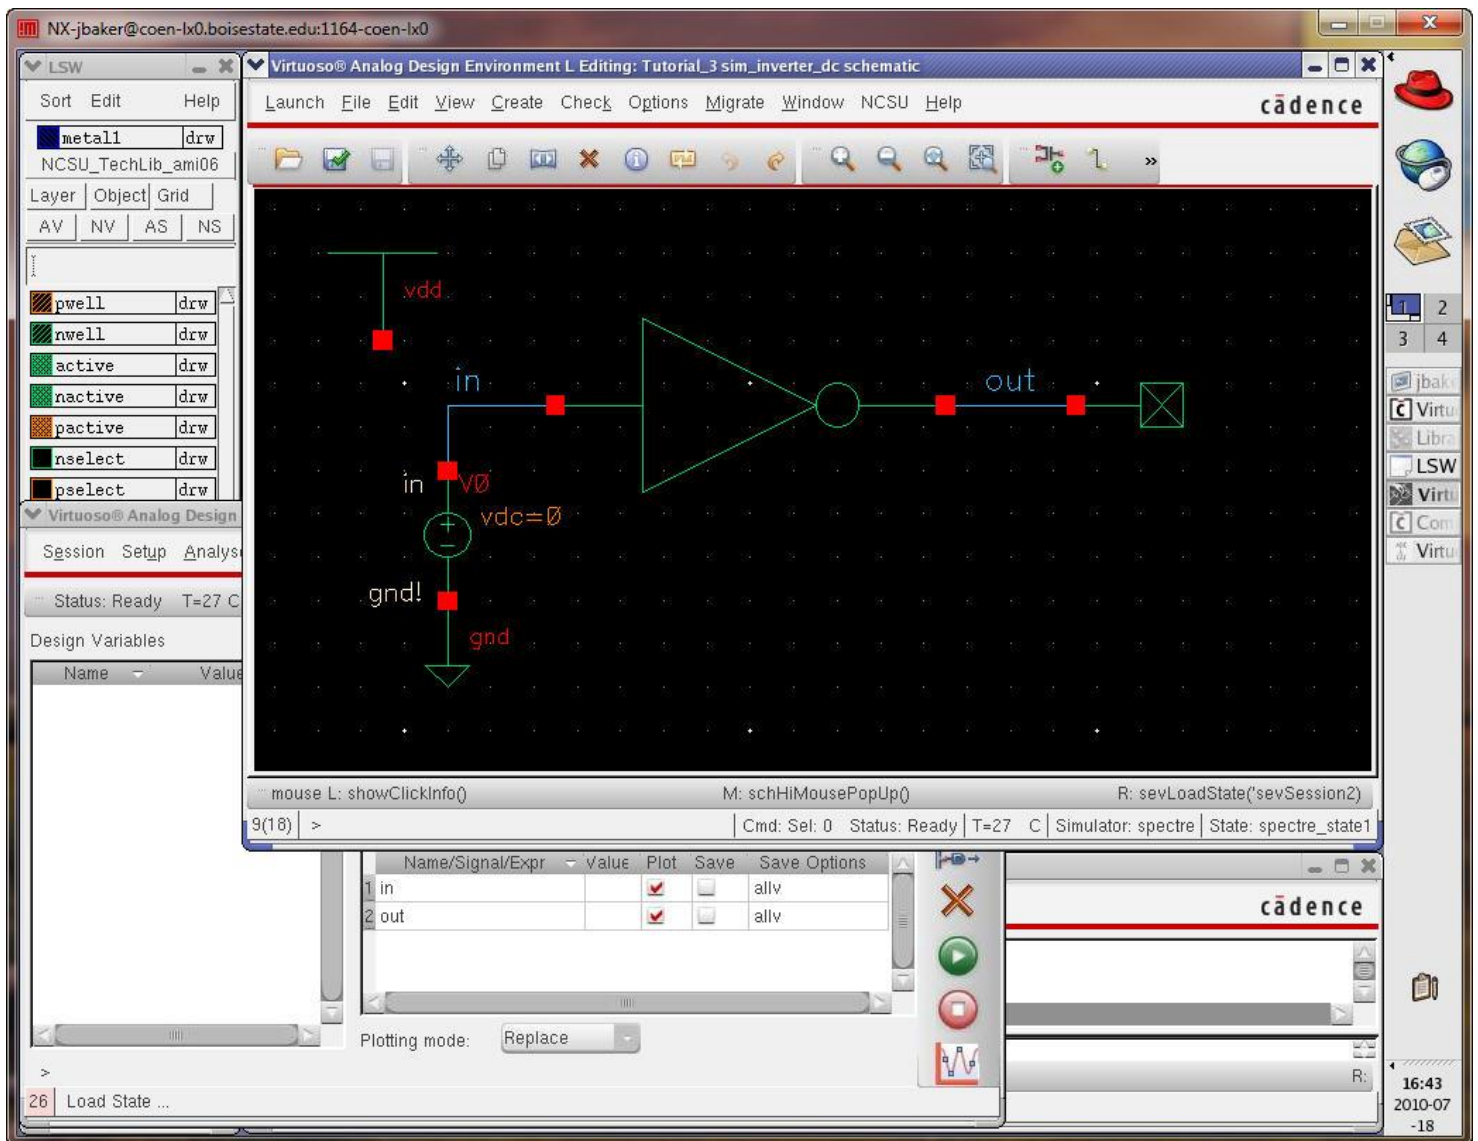 NX-jbaker@coen-lx0.boisestate.edu:1164-coen-lx0
LSW
Sort Edit Help
metal1 drw
NCSU_TechLib_ami06
Layer Object Grid
AV NV AS NS
pwell drw
nwell drw
active drw
nactive drw
pactive drw
nselect drw
pselect drw
Virtuoso® Analog Design Environment L Editing: Tutorial_3 sim_inverter_dc schematic
Launch File Edit View Create Check Options Migrate Window NCSU Help
cādence
»
vdd
in
out
in
V0
vdc=0
gnd!
gnd
mouse L: showClickInfo() M: schHiMousePopUp() R: sevLoadState('sevSession2)
9(18) > Cmd: Sel: 0 Status: Ready T=27 C Simulator: spectre State: spectre_state1
Virtuoso® Analog Design
Session Setup Analys
Status: Ready T=27 C
Design Variables
Name Value
Name/Signal/Expr Value Plot Save Save Options
1 in allv
2 out allv
Plotting mode: Replace
>
26 Load State ...
cādence
R:
1 2
3 4
jbake
Virtu
Libra
LSW
Virtu
Com
Virtu
16:43
2010-07
-18